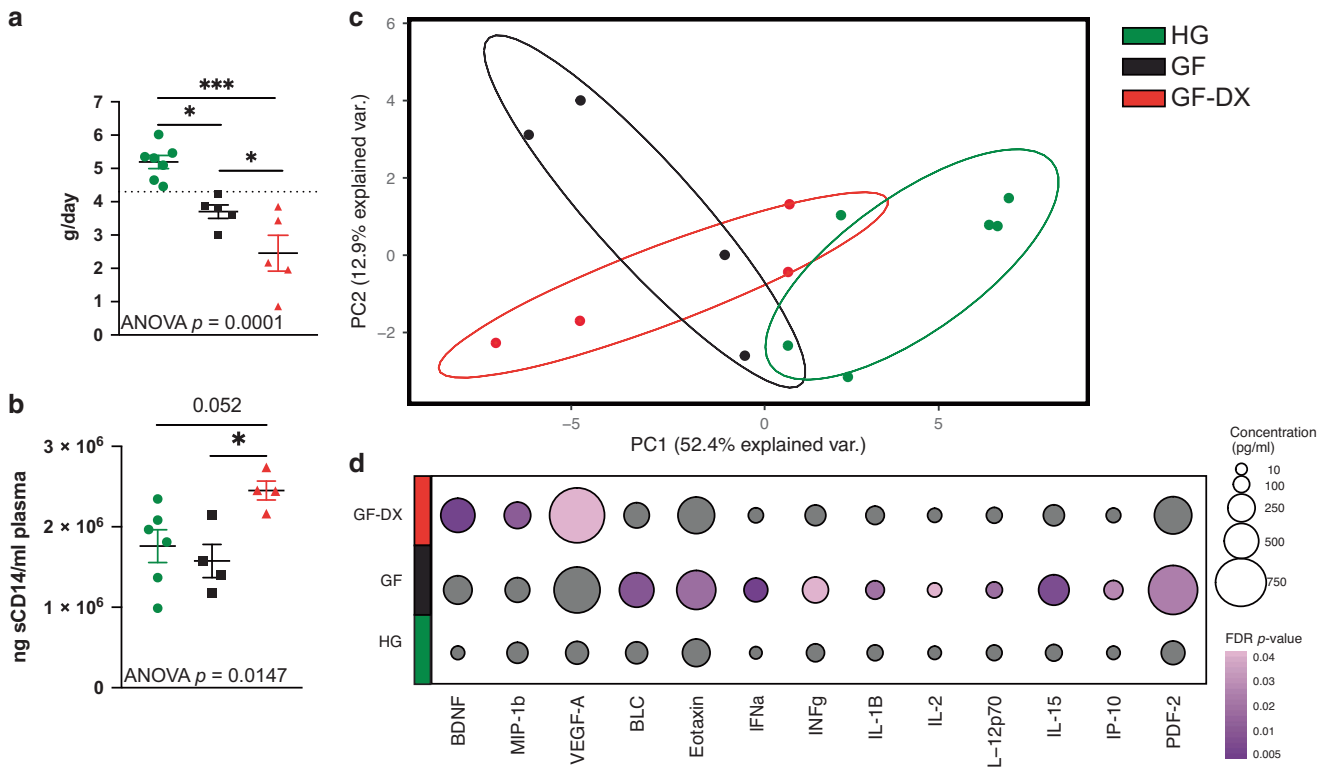 a
***
*
*
7
6
5
4
3
2
1
0
g/day
ANOVA p = 0.0001
b
0.052
*
3 × 10⁶
2 × 10⁶
1 × 10⁶
0
ng sCD14/ml plasma
ANOVA p = 0.0147
c
6
4
2
0
−2
PC2 (12.9% explained var.)
−5
0
5
PC1 (52.4% explained var.)
HG
GF
GF-DX
d
GF-DX
GF
HG
BDNF
MIP-1b
VEGF-A
BLC
Eotaxin
IFNa
INFg
IL-1B
IL-2
L-12p70
IL-15
IP-10
PDF-2
Concentration
(pg/ml)
10
100
250
500
750
FDR p-value
0.04
0.03
0.02
0.01
0.005